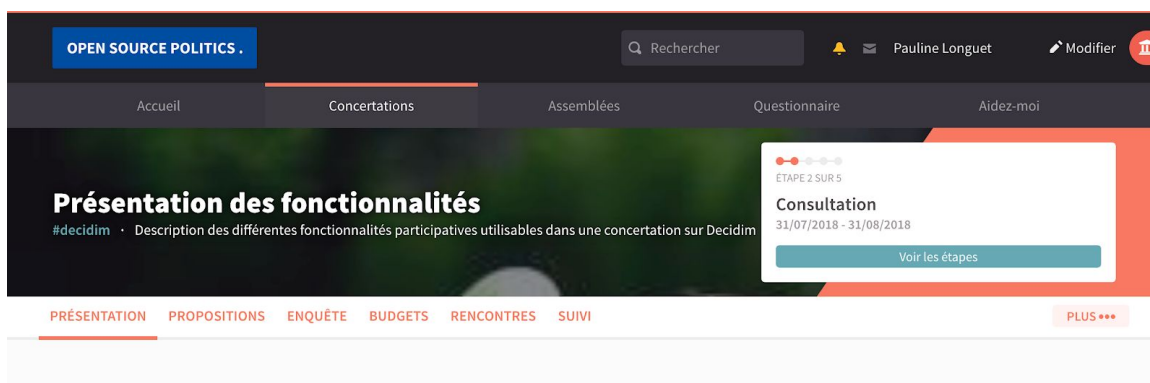 OPEN SOURCE POLITICS .
Rechercher
Pauline Longuet
Modifier
Accueil
Concertations
Assemblées
Questionnaire
Aidez-moi
Présentation des fonctionnalités
#decidim · Description des différentes fonctionnalités participatives utilisables dans une concertation sur Decidim
ÉTAPE 2 SUR 5
Consultation
31/07/2018 - 31/08/2018
Voir les étapes
PRÉSENTATION
PROPOSITIONS
ENQUÊTE
BUDGETS
RENCONTRES
SUIVI
PLUS •••